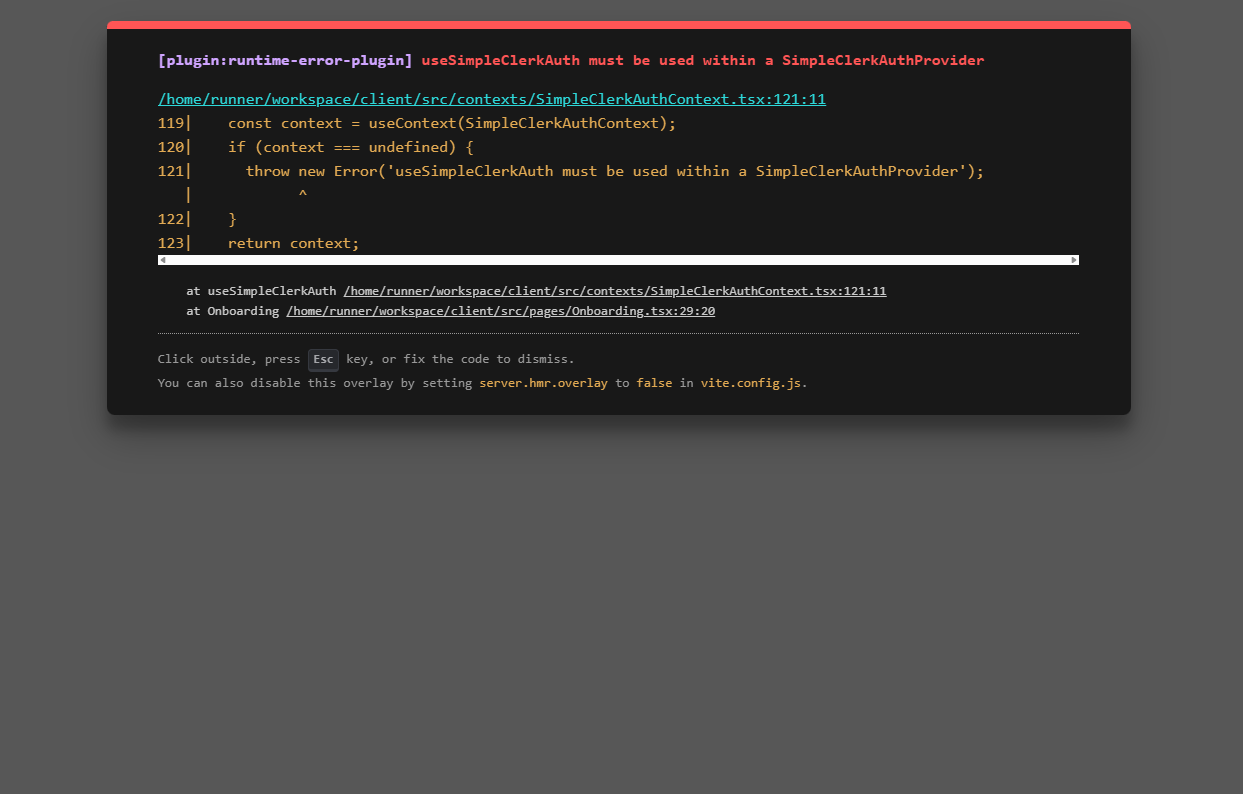 [plugin:runtime-error-plugin] useSimpleClerkAuth must be used within a SimpleClerkAuthProvider
/home/runner/workspace/client/src/contexts/SimpleClerkAuthContext.tsx:121:11
119|    const context = useContext(SimpleClerkAuthContext);
120|    if (context === undefined) {
121|      throw new Error('useSimpleClerkAuth must be used within a SimpleClerkAuthProvider');
   |            ^
122|    }
123|    return context;
at useSimpleClerkAuth /home/runner/workspace/client/src/contexts/SimpleClerkAuthContext.tsx:121:11
at Onboarding /home/runner/workspace/client/src/pages/Onboarding.tsx:29:20
Click outside, press Esc key, or fix the code to dismiss.
You can also disable this overlay by setting server.hmr.overlay to false in vite.config.js.